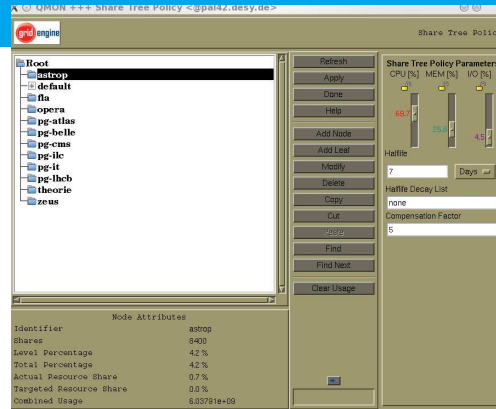 QMON +++ Share Tree Policy <@pal42.desy.de>
grid engine
Share Tree Polic
Root
astrop
default
fla
opera
pg-atlas
pg-belle
pg-cms
pg-ilc
pg-it
pg-lhcb
theorie
zeus
Refresh
Apply
Done
Help
Add Node
Add Leaf
Modify
Delete
Copy
Cut
Paste
Find
Find Next
Clear Usage
Share Tree Policy Parameters
CPU [%] MEM [%] I/O [%]
69.7
25.8
4.5
Halflife
7 Days
Halflife Decay List
none
Compensation Factor
5
Node Attributes
Identifier astrop
Shares 8400
Level Percentage 4.2 %
Total Percentage 4.2 %
Actual Resource Share 0.7 %
Targeted Resource Share 0.0 %
Combined Usage 6.03791e+09